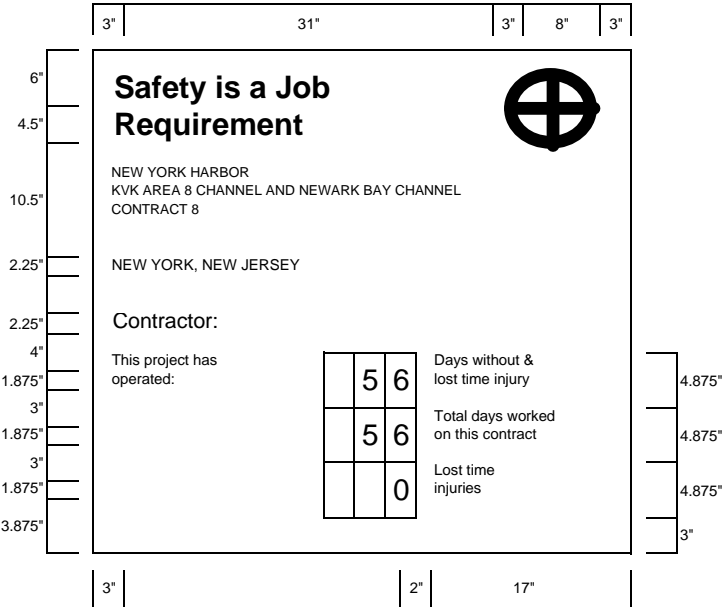 3" 31" 3" 8" 3"
6"
4.5"
10.5"
2.25"
2.25"
4"
1.875"
3"
1.875"
3"
1.875"
3.875"
Safety is a Job
Requirement
NEW YORK HARBOR
KVK AREA 8 CHANNEL AND NEWARK BAY CHANNEL
CONTRACT 8
NEW YORK, NEW JERSEY
Contractor:
This project has
operated:
5 6
Days without &
lost time injury
5 6
Total days worked
on this contract
0
Lost time
injuries
4.875"
4.875"
4.875"
3"
3" 2" 17"